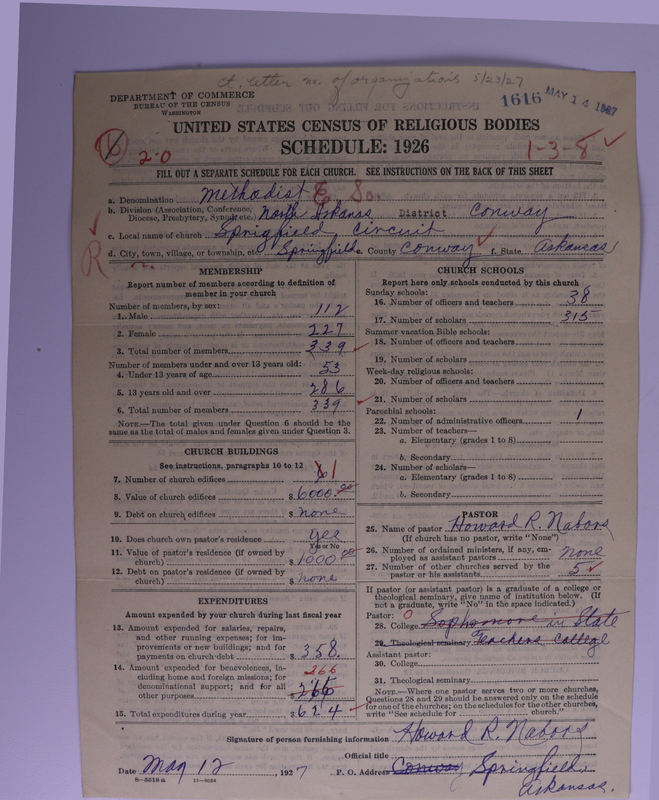 ct. letter no. of organizations 5/23/27
DEPARTMENT OF COMMERCE
BUREAU OF THE CENSUS
WASHINGTON
1616 MAY 14 1927
UNITED STATES CENSUS OF RELIGIOUS BODIES
SCHEDULE: 1926
2-0
1-3-8
FILL OUT A SEPARATE SCHEDULE FOR EACH CHURCH. SEE INSTRUCTIONS ON THE BACK OF THIS SHEET
a. Denomination Methodist E. So
b. Division (Association, Conference, Diocese, Presbytery, Synod, etc.) North Arkansas District Conway
c. Local name of church Sprigfield Circuit
d. City, town, village, or township, etc. Springfield e. County Conway f. State Arkansas
R
MEMBERSHIP
Report number of members according to definition of
member in your church
Number of members, by sex:
1. Male 112
2. Female 227
3. Total number of members 339
Number of members under and over 13 years old:
4. Under 13 years of age 53
5. 13 years old and over 286
6. Total number of members 339
NOTE.—The total given under Question 6 should be the
same as the total of males and females given under Question 3.
CHURCH BUILDINGS
See instructions, paragraphs 10 to 12
7. Number of church edifices 1
8. Value of church edifices $ 6000.00
9. Debt on church edifices $ none
10. Does church own pastor's residence yes
Yes or No
11. Value of pastor's residence (if owned by
church) $ 1000 00
12. Debt on pastor's residence (if owned by
church) $ none
EXPENDITURES
Amount expended by your church during last fiscal year
13. Amount expended for salaries, repairs,
and other running expenses; for im-
provements or new buildings; and for
payments on church debt $ 358.
14. Amount expended for benevolences, in-
cluding home and foreign missions; for
denominational support; and for all
other purposes $ 266
15. Total expenditures during year $ 624
CHURCH SCHOOLS
Report here only schools conducted by this church
Sunday schools:
16. Number of officers and teachers 38
17. Number of scholars 315
Summer vacation Bible schools:
18. Number of officers and teachers
19. Number of scholars
Week-day religious schools:
20. Number of officers and teachers
21. Number of scholars
Parochial schools:
22. Number of administrative officers 1
23. Number of teachers—
a. Elementary (grades 1 to 8)
b. Secondary
24. Number of scholars—
a. Elementary (grades 1 to 8)
b. Secondary
PASTOR
25. Name of pastor Howard R. Nabors
(If church has no pastor, write "None")
26. Number of ordained ministers, if any, em-
ployed as assistant pastors none
27. Number of other churches served by the
pastor or his assistants 5
If pastor (or assistant pastor) is a graduate of a college or
theological seminary, give name of institution below. (If
not a graduate, write "No" in the space indicated.)
Pastor: 0
28. College Sophomore in State
29. Theological seminary Teachers College
Assistant pastor:
30. College
31. Theological seminary
NOTE.—Where one pastor serves two or more churches,
Questions 28 and 29 should be answered only on the schedule
for one of the churches; on the schedules for the other churches,
write "See schedule for church."
Signature of person furnishing information Howard R. Nabors
Official title
Date May 12, 1927 P. O. Address Conway Springfield,
Arkansas.
8-5518a 11-8034